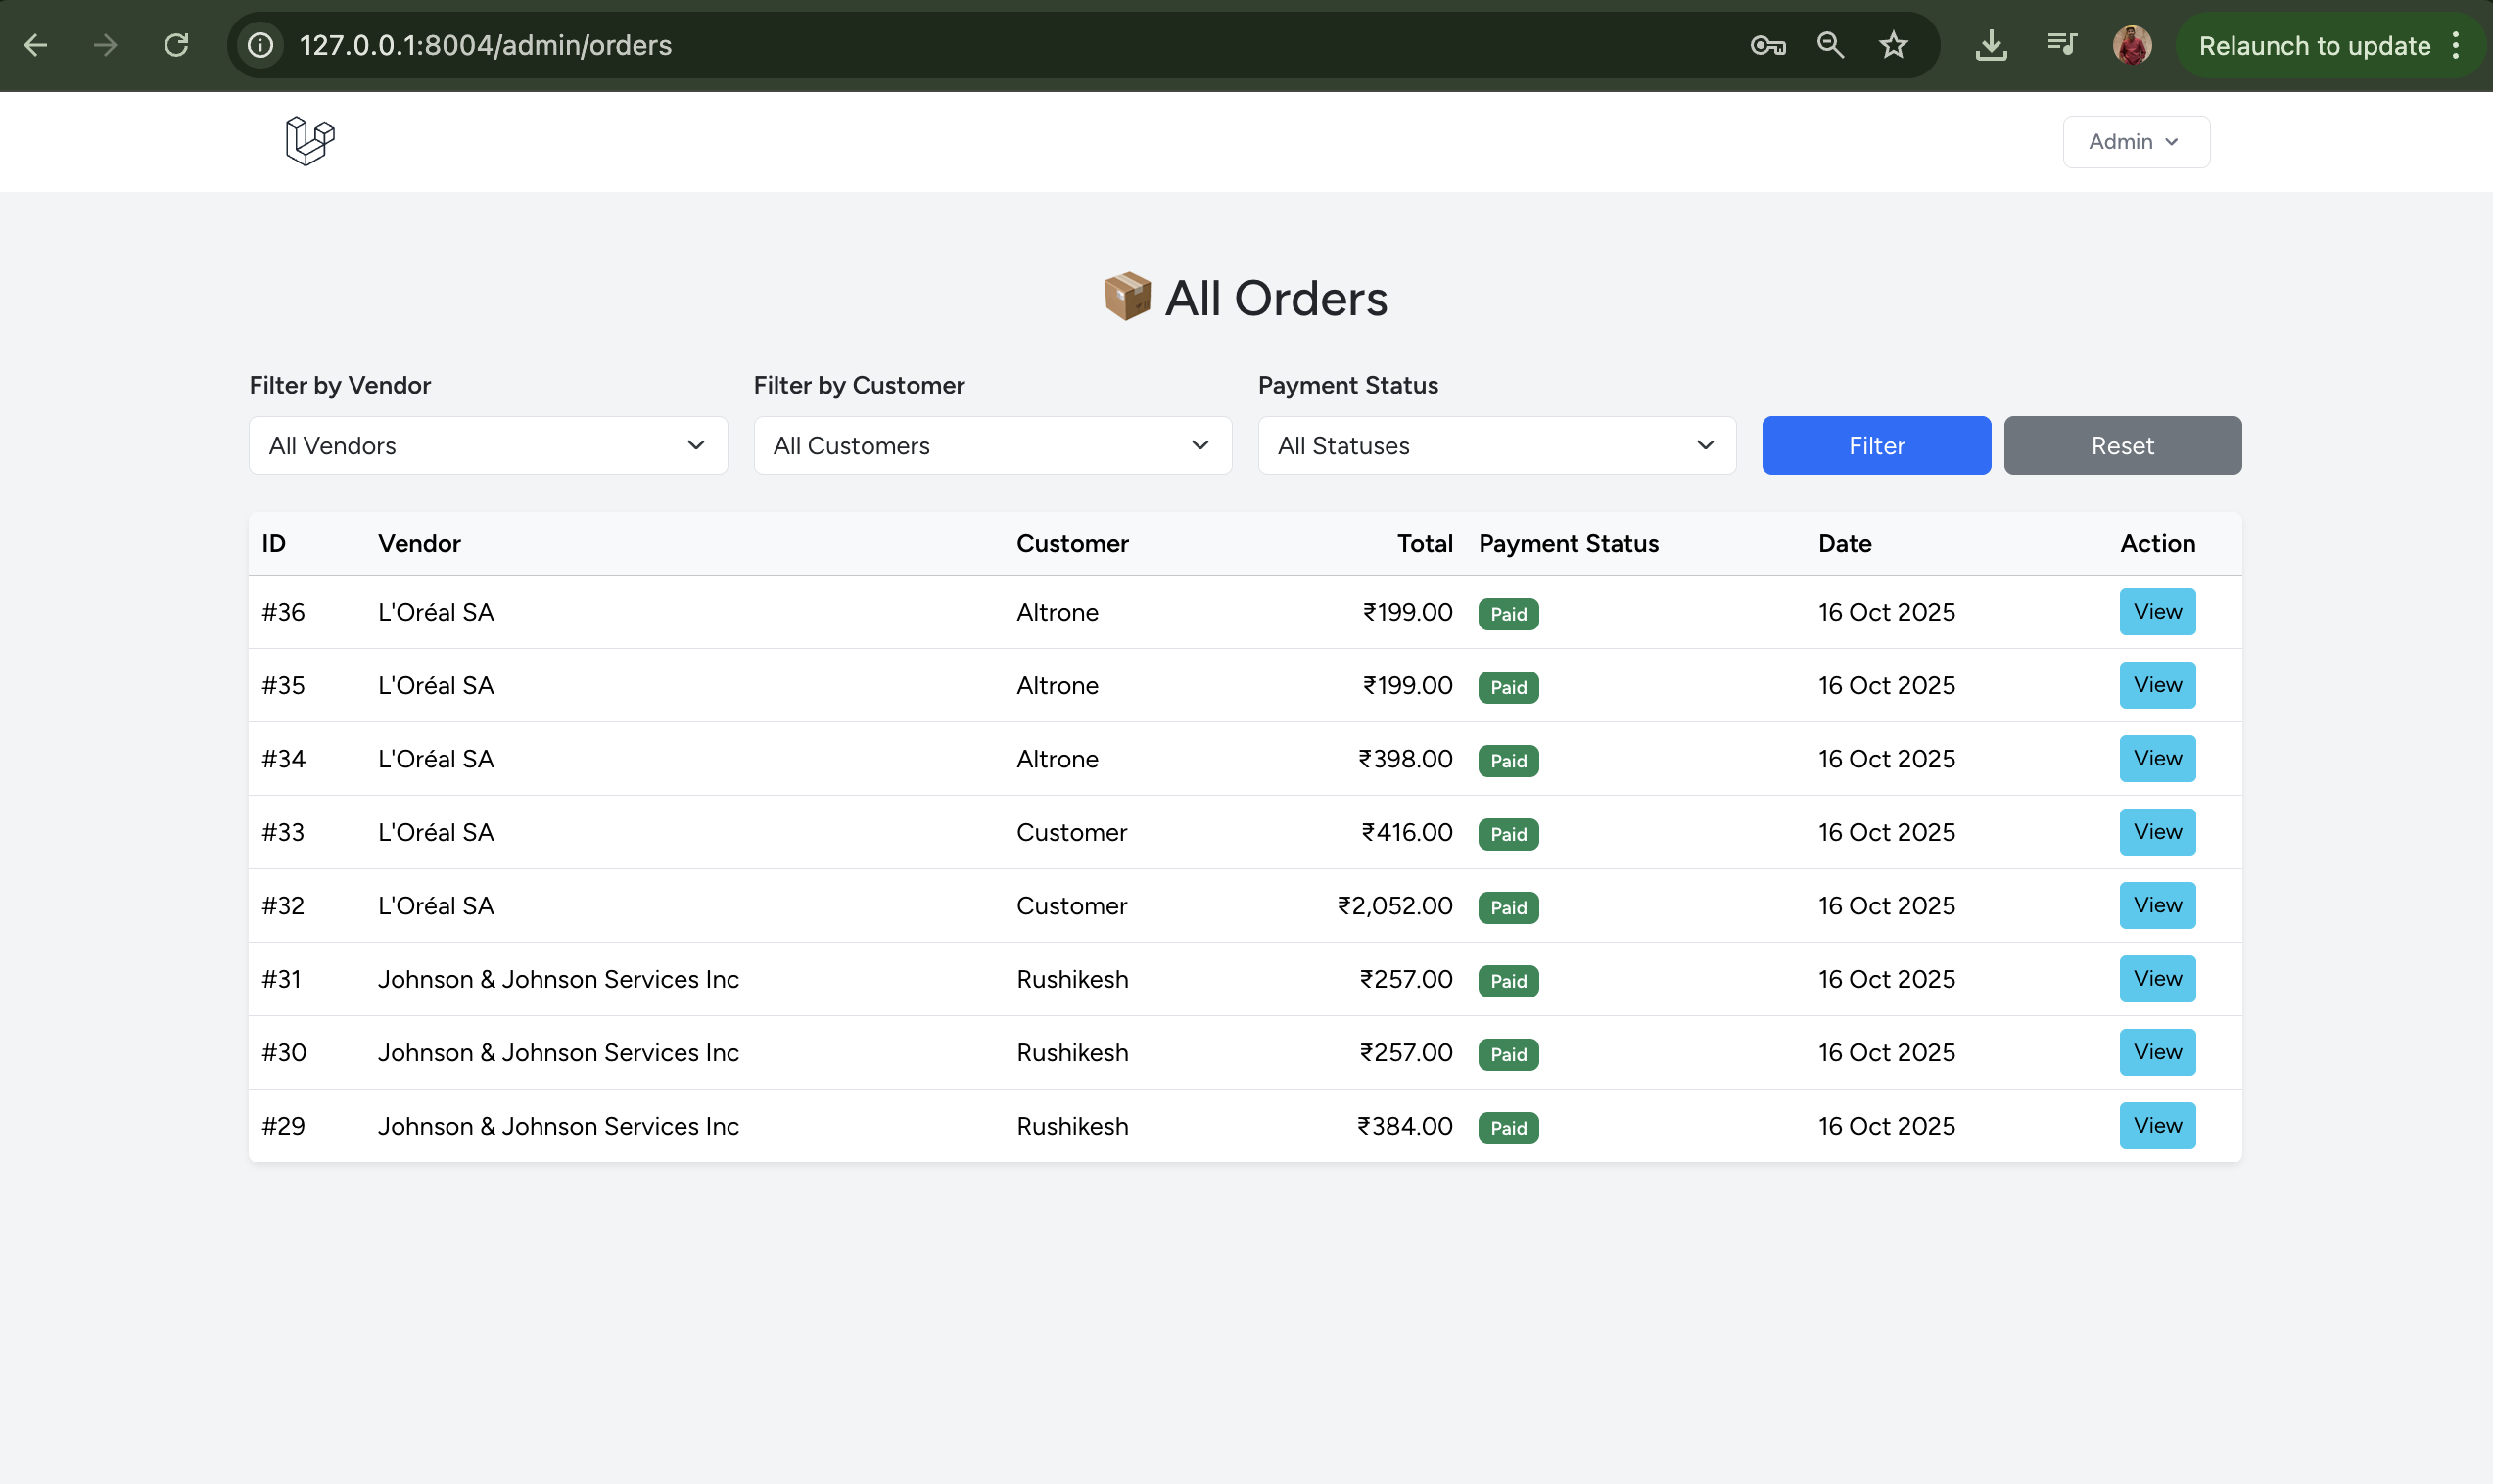 127.0.0.1:8004/admin/orders
Relaunch to update
Admin
📦 All Orders
Filter by Vendor Filter by Customer Payment Status
All Vendors All Customers All Statuses Filter Reset
ID Vendor Customer Total Payment Status Date Action
#36 L'Oréal SA Altrone ₹199.00 Paid 16 Oct 2025 View
#35 L'Oréal SA Altrone ₹199.00 Paid 16 Oct 2025 View
#34 L'Oréal SA Altrone ₹398.00 Paid 16 Oct 2025 View
#33 L'Oréal SA Customer ₹416.00 Paid 16 Oct 2025 View
#32 L'Oréal SA Customer ₹2,052.00 Paid 16 Oct 2025 View
#31 Johnson & Johnson Services Inc Rushikesh ₹257.00 Paid 16 Oct 2025 View
#30 Johnson & Johnson Services Inc Rushikesh ₹257.00 Paid 16 Oct 2025 View
#29 Johnson & Johnson Services Inc Rushikesh ₹384.00 Paid 16 Oct 2025 View